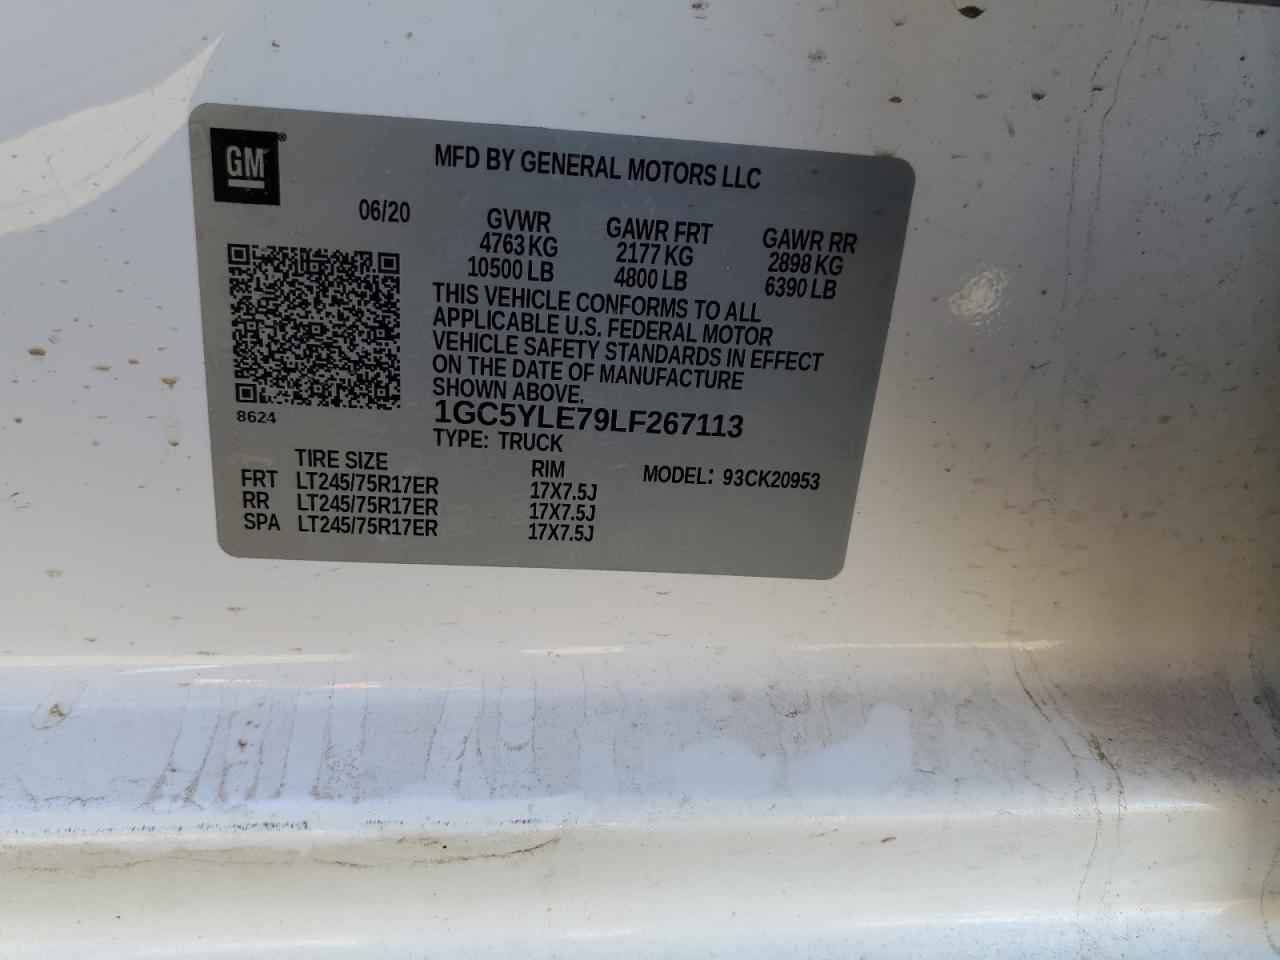 GM®
MFD BY GENERAL MOTORS LLC
06/20
GVWR GAWR FRT GAWR RR
4763 KG 2177 KG 2898 KG
10500 LB 4800 LB 6390 LB
THIS VEHICLE CONFORMS TO ALL
APPLICABLE U.S. FEDERAL MOTOR
VEHICLE SAFETY STANDARDS IN EFFECT
ON THE DATE OF MANUFACTURE
SHOWN ABOVE.
8624
1GC5YLE79LF267113
TYPE: TRUCK
TIRE SIZE RIM MODEL: 93CK20953
FRT LT245/75R17ER 17X7.5J
RR LT245/75R17ER 17X7.5J
SPA LT245/75R17ER 17X7.5J